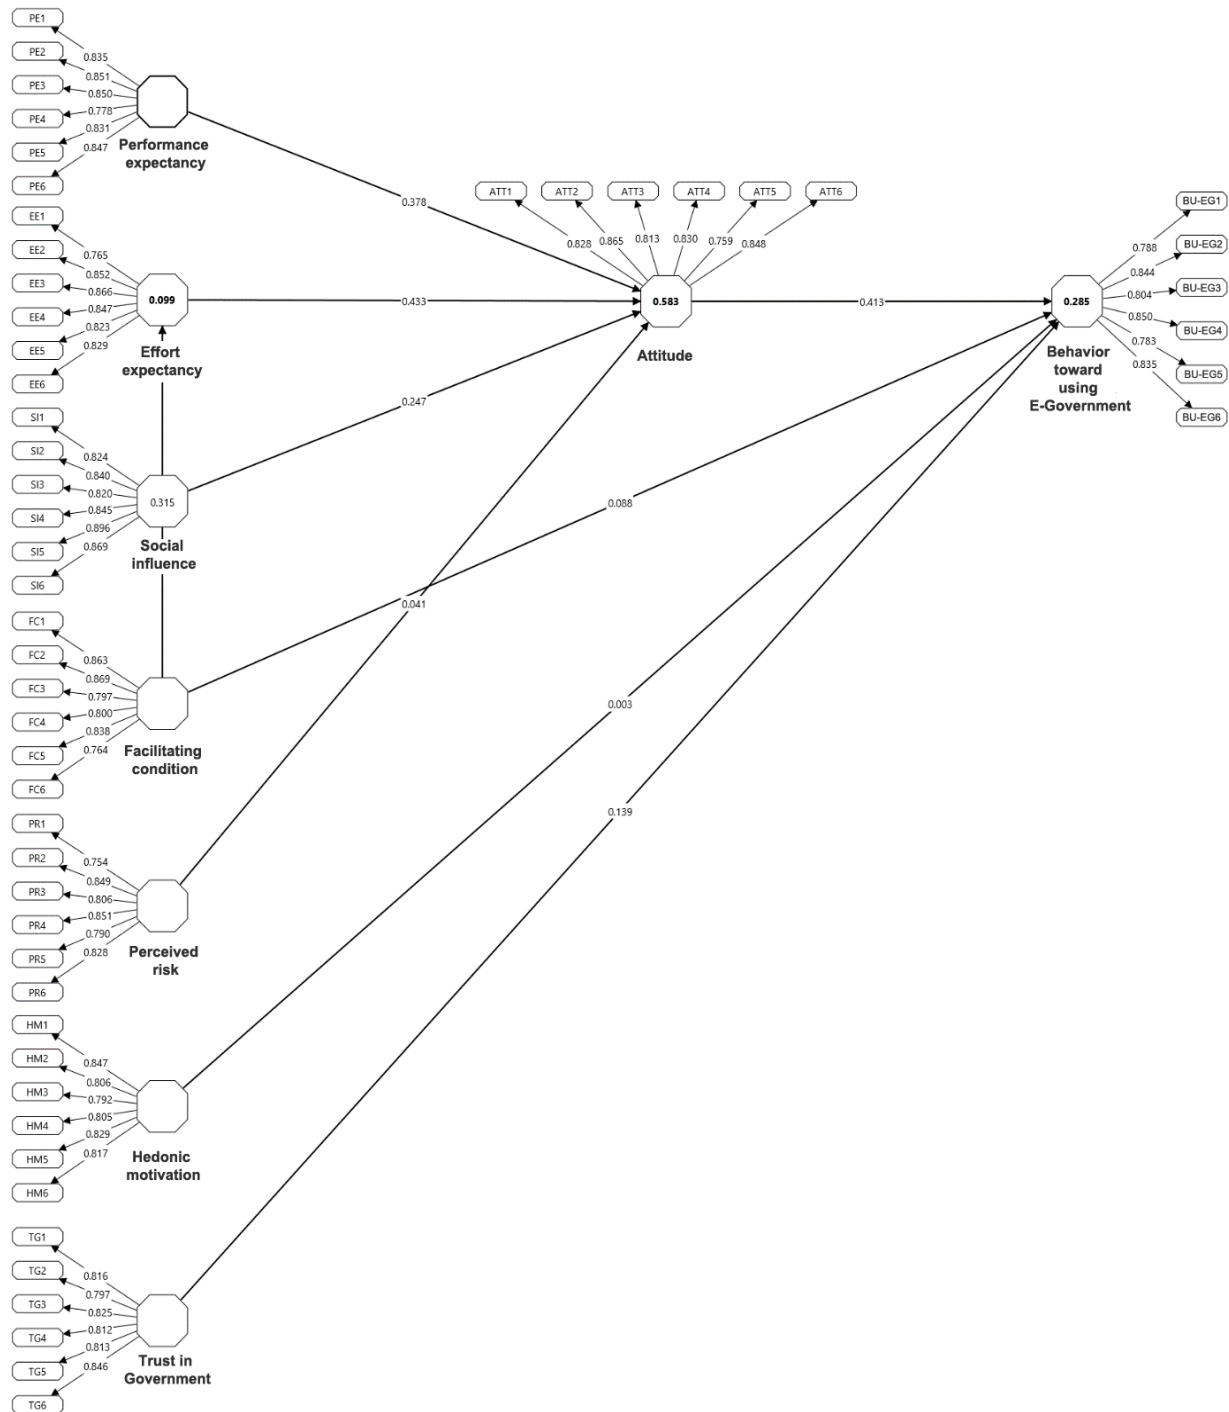 PE1
0.835
PE2
0.851
PE3
0.850
PE4
0.778
PE5
0.831
PE6
0.847
Performance
expectancy
0.378
EE1
0.765
EE2
0.852
EE3
0.866
EE4
0.847
EE5
0.823
EE6
0.829
0.099
Effort
expectancy
0.433
SI1
0.824
SI2
0.840
SI3
0.820
SI4
0.845
SI5
0.896
SI6
0.869
0.315
Social
influence
0.247
FC1
0.863
FC2
0.869
FC3
0.797
FC4
0.800
FC5
0.838
FC6
0.764
Facilitating
condition
0.088
PR1
0.754
PR2
0.849
PR3
0.806
PR4
0.851
PR5
0.790
PR6
0.828
Perceived
risk
0.041
HM1
0.847
HM2
0.806
HM3
0.792
HM4
0.805
HM5
0.829
HM6
0.817
Hedonic
motivation
0.003
TG1
0.816
TG2
0.797
TG3
0.825
TG4
0.812
TG5
0.813
TG6
0.846
Trust in
Government
0.139
ATT1
ATT2
ATT3
ATT4
ATT5
ATT6
0.828
0.865
0.813
0.830
0.759
0.848
0.583
Attitude
0.413
BU-EG1
0.788
BU-EG2
0.844
BU-EG3
0.804
BU-EG4
0.850
BU-EG5
0.783
BU-EG6
0.835
0.285
Behavior
toward
using
E-Government